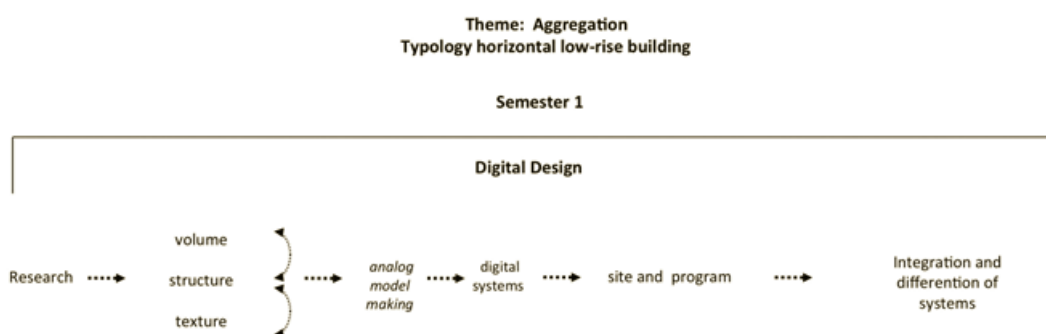 Theme: Aggregation
Typology horizontal low-rise building
Semester 1
Digital Design
Research
volume
structure
texture
analog
model
making
digital
systems
site and program
Integration and
differention of
systems